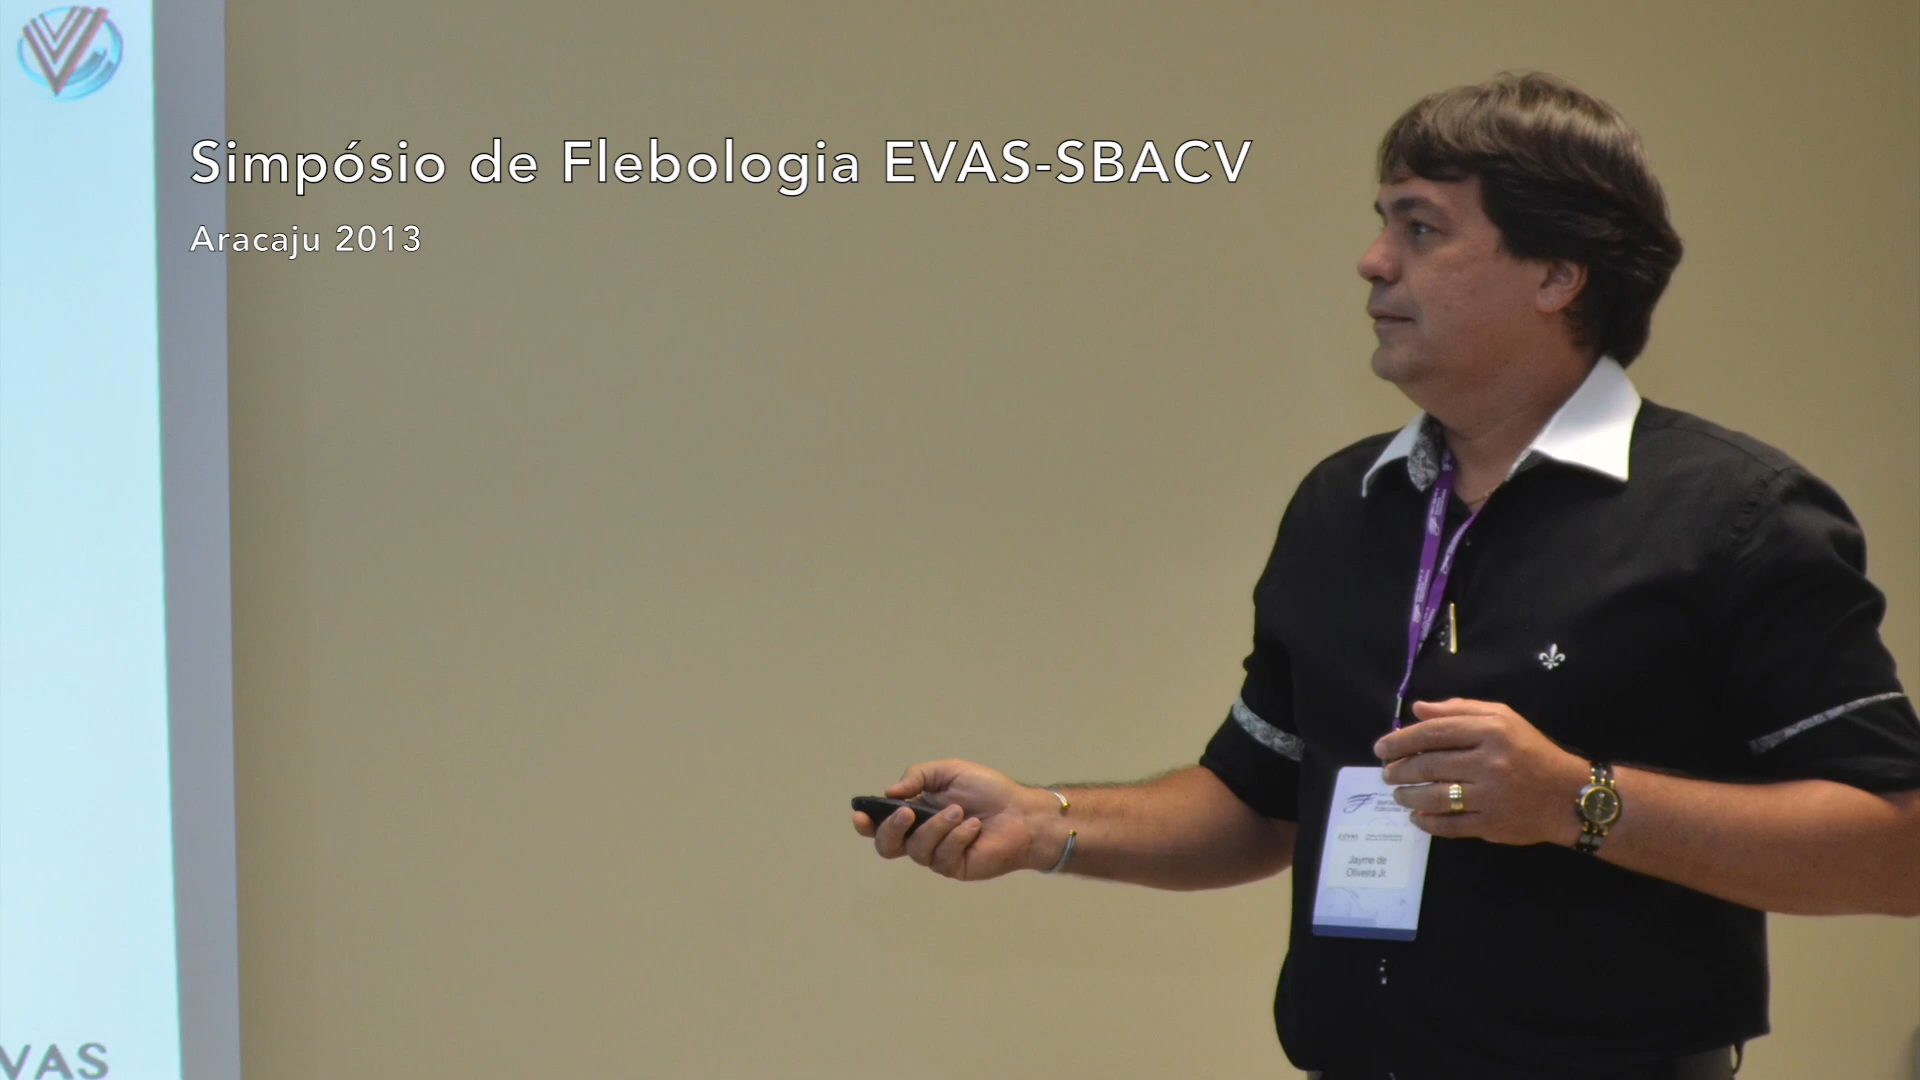 Simpósio de Flebologia EVAS-SBACV
Aracaju 2013
Jayme de
Oliveira Jr.
VAS